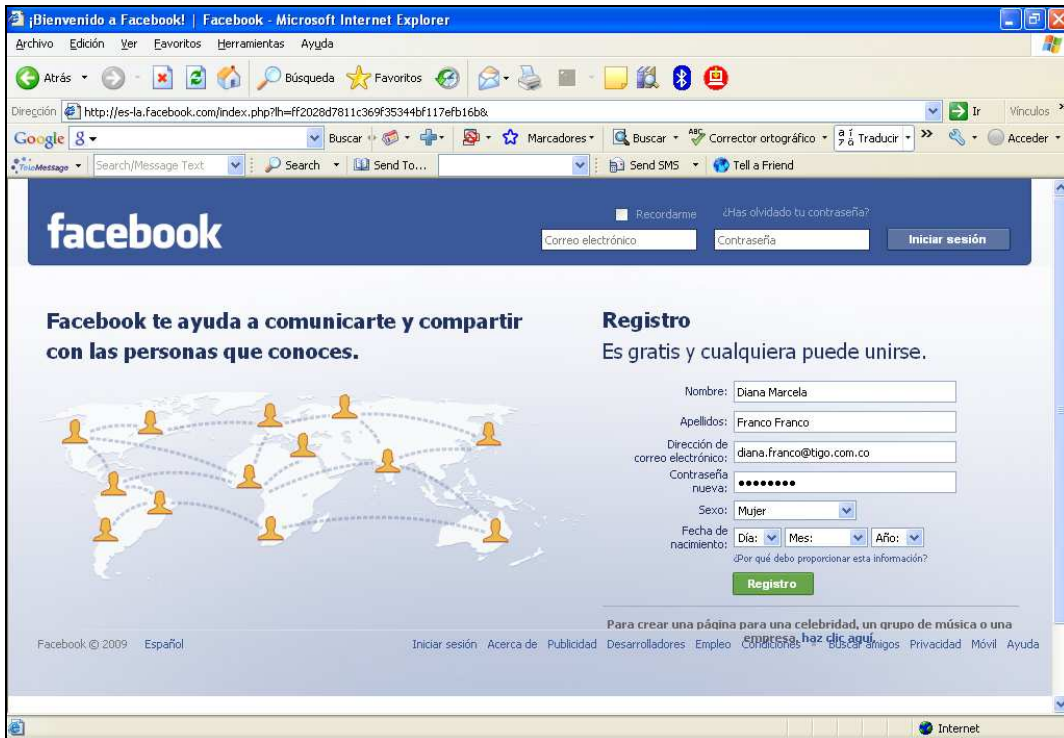 ¡Bienvenido a Facebook! | Facebook - Microsoft Internet Explorer
Archivo Edición Ver Favoritos Herramientas Ayuda
Atrás Búsqueda Favoritos
Dirección http://es-la.facebook.com/index.php?lh=ff2028d7811c369f35344bf117efb16b& Ir Vínculos
Google Buscar Marcadores Buscar Corrector ortográfico Traducir Acceder
TeleMessage Search/Message Text Search Send To... Send SMS Tell a Friend
facebook
Recordarme ¿Has olvidado tu contraseña?
Correo electrónico Contraseña Iniciar sesión
Facebook te ayuda a comunicarte y compartir
con las personas que conoces.
Registro
Es gratis y cualquiera puede unirse.
Nombre: Diana Marcela
Apellidos: Franco Franco
Dirección de
correo electrónico: diana.franco@tigo.com.co
Contraseña
nueva: ●●●●●●●●
Sexo: Mujer
Fecha de
nacimiento: Día: Mes: Año:
¿Por qué debo proporcionar esta información?
Registro
Para crear una página para una celebridad, un grupo de música o una
empresa, haz clic aquí.
Facebook © 2009 Español Iniciar sesión Acerca de Publicidad Desarrolladores Empleo Condiciones Buscar amigos Privacidad Móvil Ayuda
Internet